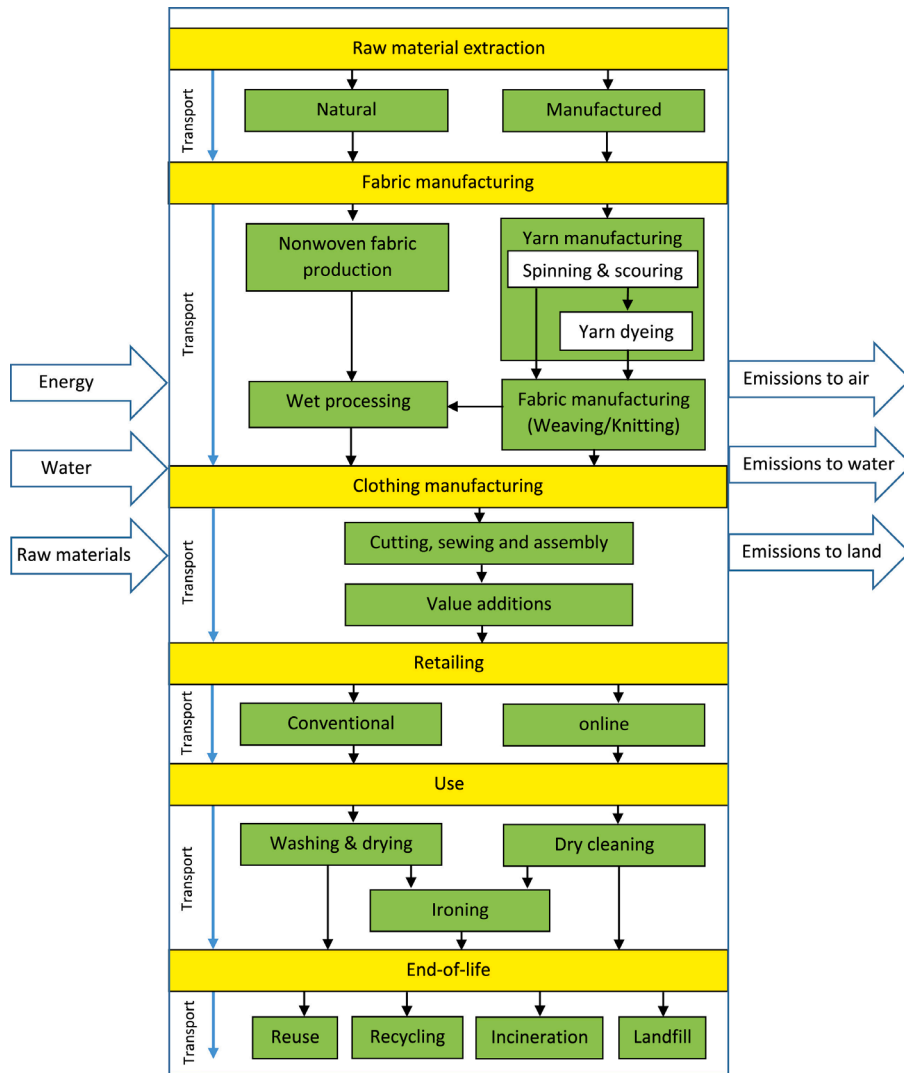 Raw material extraction
Transport
Natural
Manufactured
Fabric manufacturing
Transport
Nonwoven fabric
production
Yarn manufacturing
Spinning & scouring
Yarn dyeing
Wet processing
Fabric manufacturing
(Weaving/Knitting)
Energy
Water
Raw materials
Emissions to air
Emissions to water
Emissions to land
Clothing manufacturing
Transport
Cutting, sewing and assembly
Value additions
Retailing
Transport
Conventional
online
Use
Transport
Washing & drying
Dry cleaning
Ironing
End-of-life
Transport
Reuse
Recycling
Incineration
Landfill